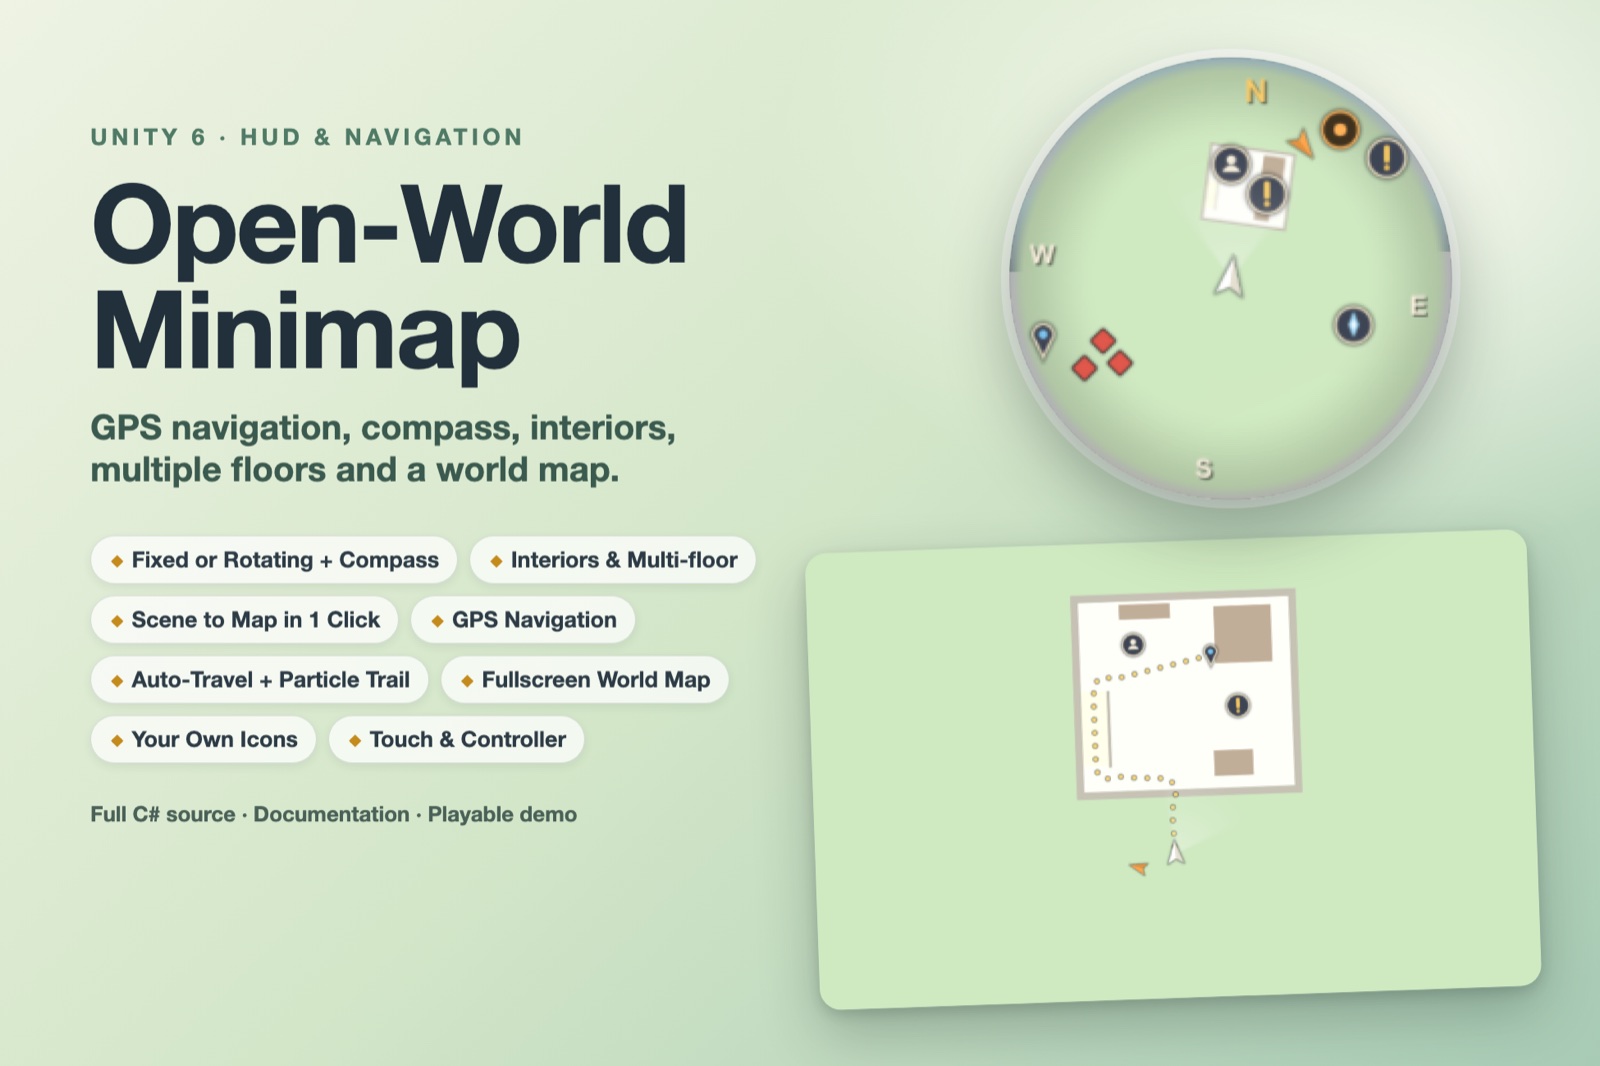 UNITY 6 · HUD & NAVIGATION
Open-World
Minimap
GPS navigation, compass, interiors,
multiple floors and a world map.
Fixed or Rotating + Compass
Interiors & Multi-floor
Scene to Map in 1 Click
GPS Navigation
Auto-Travel + Particle Trail
Fullscreen World Map
Your Own Icons
Touch & Controller
Full C# source · Documentation · Playable demo
N
W
E
S